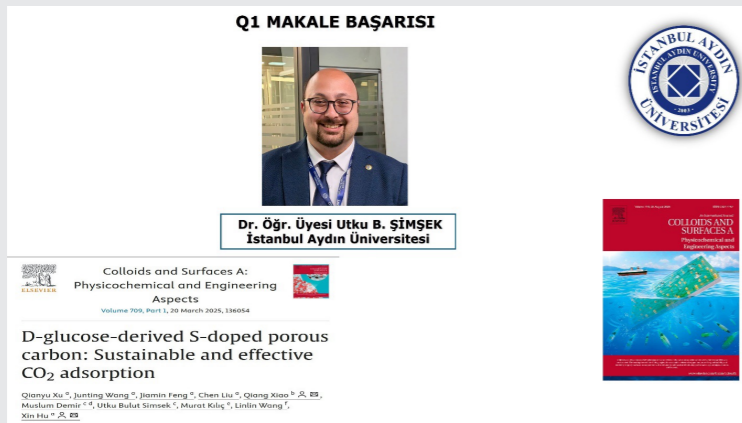 Q1 MAKALE BAŞARISI
İSTANBUL AYDIN ÜNİVERSİTESİ
ISTANBUL AYDIN UNIVERSITY
· 2003 ·
Dr. Öğr. Üyesi Utku B. ŞİMŞEK
İstanbul Aydın Üniversitesi
ELSEVIER
Colloids and Surfaces A:
Physicochemical and Engineering
Aspects
Volume 709, Part 1, 20 March 2025, 136054
D-glucose-derived S-doped porous
carbon: Sustainable and effective
CO₂ adsorption
Qianyu Xu ᵃ, Junting Wang ᵃ, Jiamin Feng ᵃ, Chen Liu ᵃ, Qiang Xiao ᵇ,
Muslum Demir ᶜ ᵈ, Utku Bulut Simsek ᶜ, Murat Kılıç ᵉ, Linlin Wang ᶠ,
Xin Hu ᵃ
COLLOIDS AND
SURFACES A
Physicochemical and
Engineering Aspects